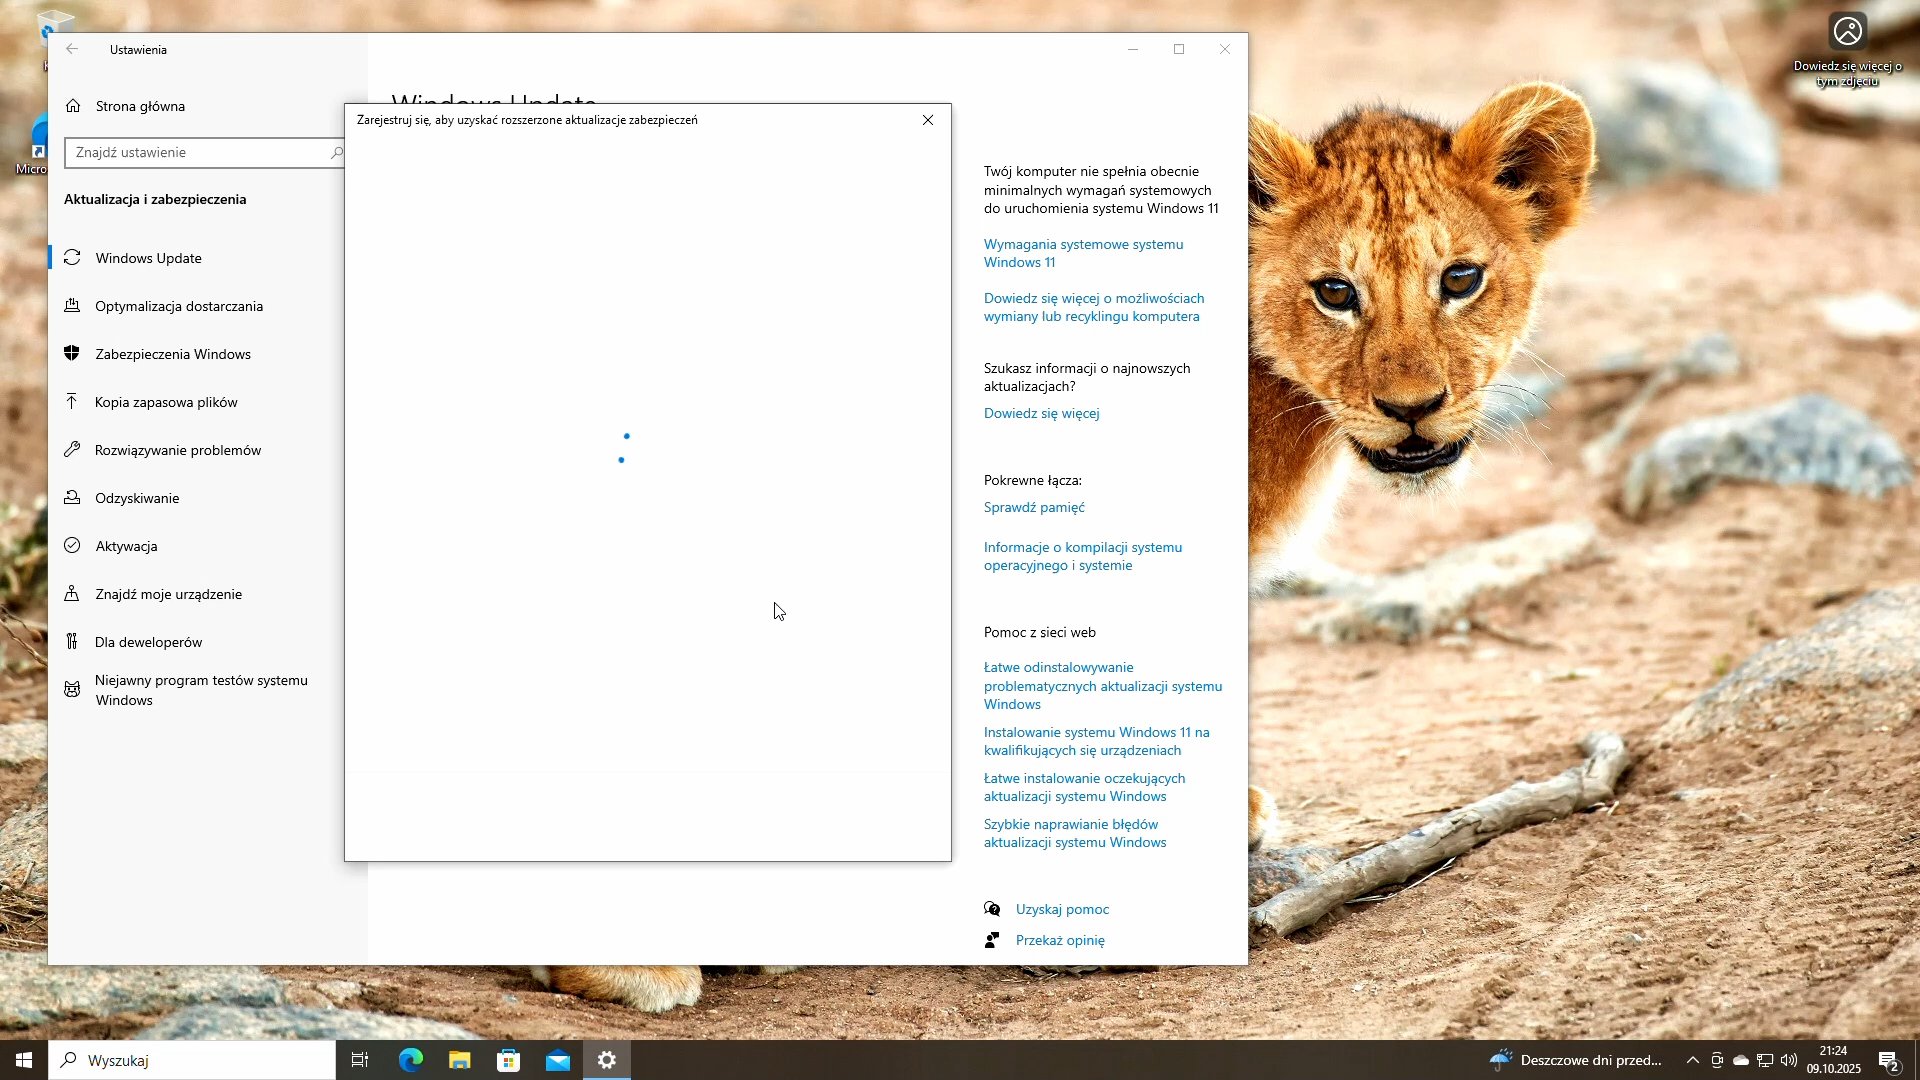 Ustawienia
Strona główna
Znajdź ustawienie
Aktualizacja i zabezpieczenia
Windows Update
Optymalizacja dostarczania
Zabezpieczenia Windows
Kopia zapasowa plików
Rozwiązywanie problemów
Odzyskiwanie
Aktywacja
Znajdź moje urządzenie
Dla deweloperów
Niejawny program testów systemu
Windows
Windows Update
Zarejestruj się, aby uzyskać rozszerzone aktualizacje zabezpieczeń
Twój komputer nie spełnia obecnie
minimalnych wymagań systemowych
do uruchomienia systemu Windows 11
Wymagania systemowe systemu
Windows 11
Dowiedz się więcej o możliwościach
wymiany lub recyklingu komputera
Szukasz informacji o najnowszych
aktualizacjach?
Dowiedz się więcej
Pokrewne łącza:
Sprawdź pamięć
Informacje o kompilacji systemu
operacyjnego i systemie
Pomoc z sieci web
Łatwe odinstalowywanie
problematycznych aktualizacji systemu
Windows
Instalowanie systemu Windows 11 na
kwalifikujących się urządzeniach
Łatwe instalowanie oczekujących
aktualizacji systemu Windows
Szybkie naprawianie błędów
aktualizacji systemu Windows
Uzyskaj pomoc
Przekaż opinię
Micro
Dowiedz się więcej o
tym zdjęciu
Wyszukaj
Deszczowe dni przed...
21:24
09.10.2025
2